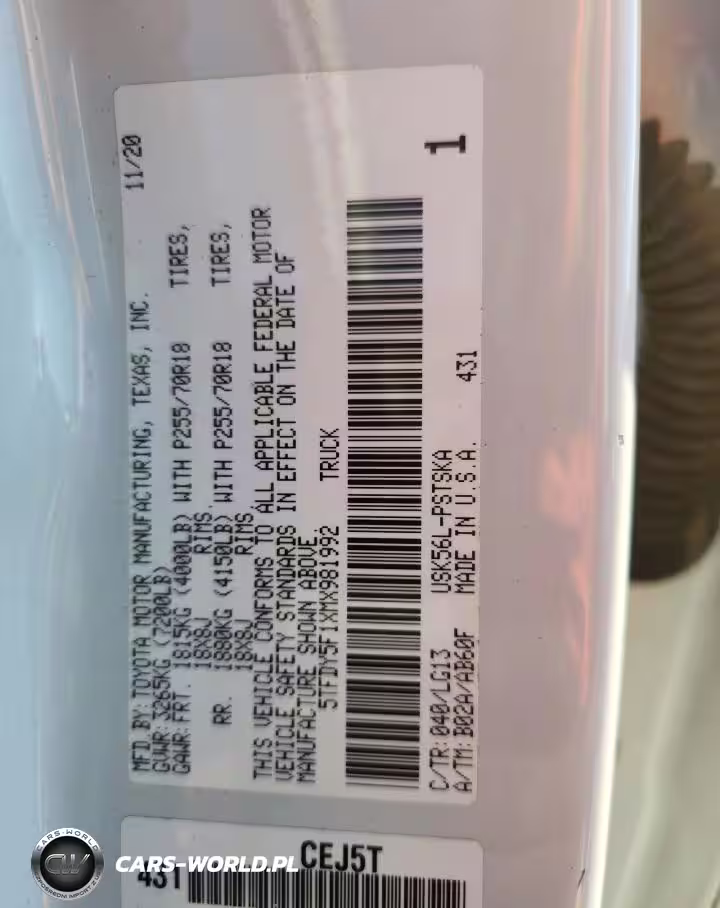 MFD.BY: TOYOTA MOTOR MANUFACTURING, TEXAS, INC. 11/20
GVWR: 3265KG (7200LB)
GAWR: FRT. 1815KG (4000LB) WITH P255/70R18 TIRES,
18X8J RIMS,
RR. 1880KG (4150LB) WITH P255/70R18 TIRES,
18X8J RIMS.
THIS VEHICLE CONFORMS TO ALL APPLICABLE FEDERAL MOTOR
VEHICLE SAFETY STANDARDS IN EFFECT ON THE DATE OF
MANUFACTURE SHOWN ABOVE.
5TFDY5F1XMX981992 TRUCK
1
C/TR: 040/LG13 USK56L-PSTSKA
A/TM: B02A/AB60F MADE IN U.S.A. 431
CEJ5T
431
CARS-WORLD
CW
CARS-WORLD.PL